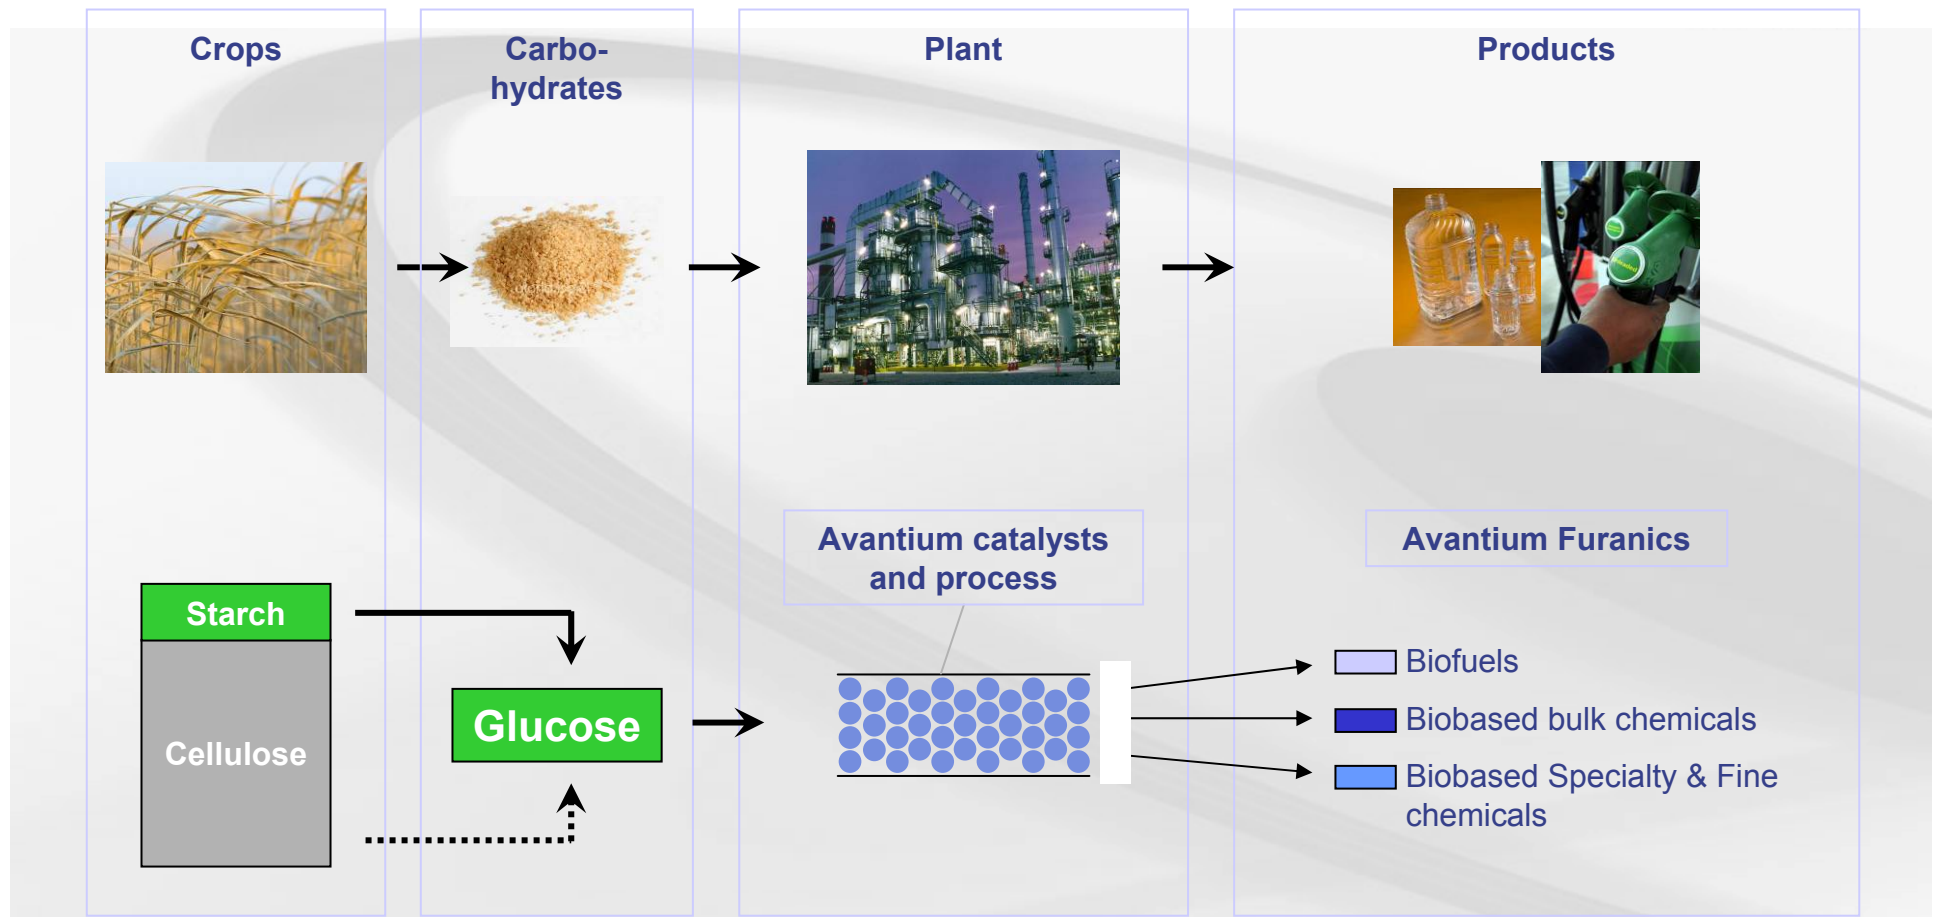 Crops
Carbo-
hydrates
Plant
Products
Avantium catalysts
and process
Avantium Furanics
Starch
Cellulose
Glucose
Biofuels
Biobased bulk chemicals
Biobased Specialty & Fine
chemicals